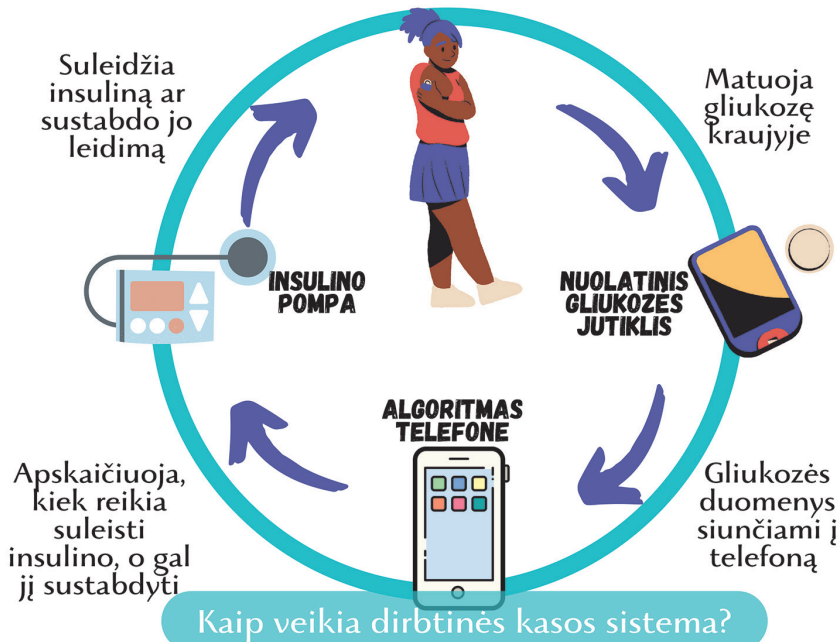 Suleidžia
insuliną ar
sustabdo jo
leidimą
Matuoja
gliukozę
kraujyje
INSULINO
POMPA
NUOLATINIS
GLIUKOZĖS
JUTIKLIS
ALGORITMAS
TELEFONE
Apskaičiuoja,
kiek reikia
suleisti
insulino, o gal
jį sustabdyti
Gliukozės
duomenys
siunčiami į
telefoną
Kaip veikia dirbtinės kasos sistema?